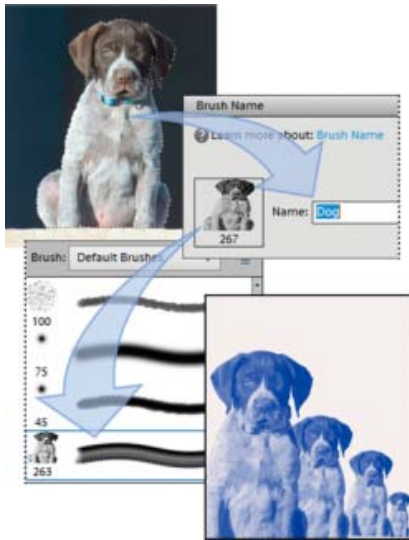 Brush Name
? Learn more about: Brush Name
Name: Dog
267
Brush: Default Brushes
100
75
45
263